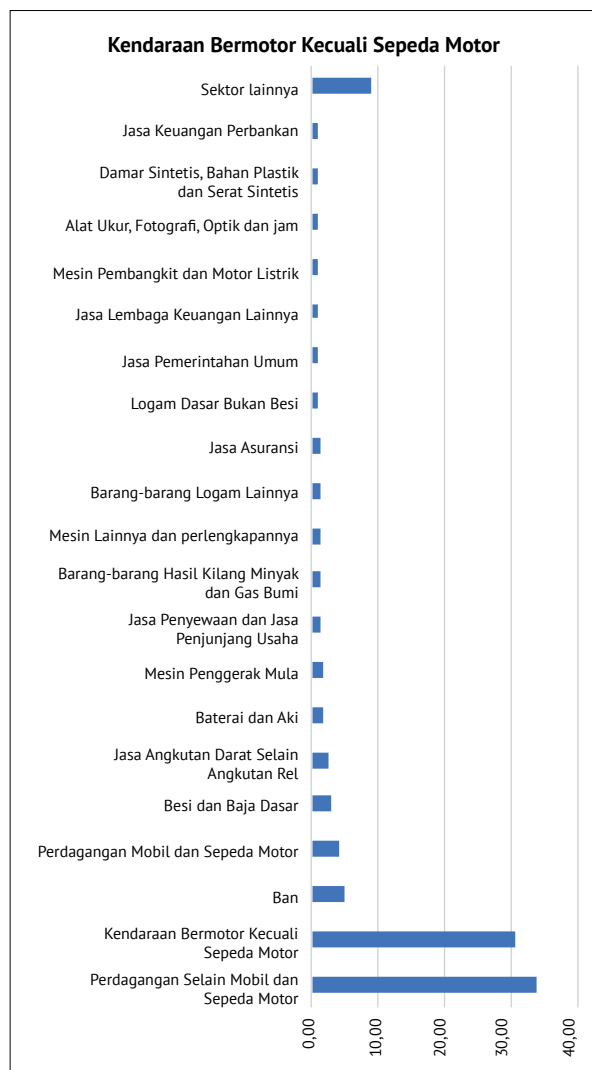 Kendaraan Bermotor Kecuali Sepeda Motor
Sektor lainnya
Jasa Keuangan Perbankan
Damar Sintetis, Bahan Plastik
dan Serat Sintetis
Alat Ukur, Fotografi, Optik dan jam
Mesin Pembangkit dan Motor Listrik
Jasa Lembaga Keuangan Lainnya
Jasa Pemerintahan Umum
Logam Dasar Bukan Besi
Jasa Asuransi
Barang-barang Logam Lainnya
Mesin Lainnya dan perlengkapannya
Barang-barang Hasil Kilang Minyak
dan Gas Bumi
Jasa Penyewaan dan Jasa
Penjunjang Usaha
Mesin Penggerak Mula
Baterai dan Aki
Jasa Angkutan Darat Selain
Angkutan Rel
Besi dan Baja Dasar
Perdagangan Mobil dan Sepeda Motor
Ban
Kendaraan Bermotor Kecuali
Sepeda Motor
Perdagangan Selain Mobil dan
Sepeda Motor
0,00
10,00
20,00
30,00
40,00